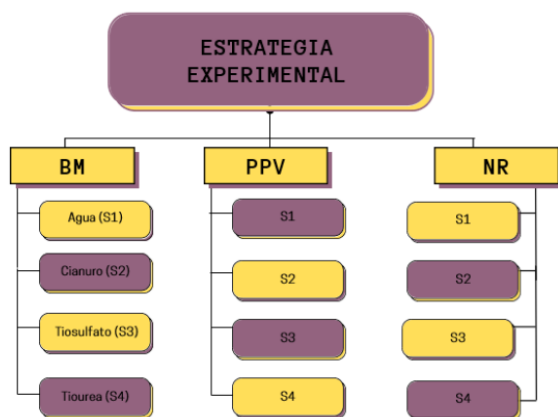 ESTRATEGIA
EXPERIMENTAL
BM
PPV
NR
Agua (S1)
Cianuro (S2)
Tiosulfato (S3)
Tiourea (S4)
S1
S2
S3
S4
S1
S2
S3
S4